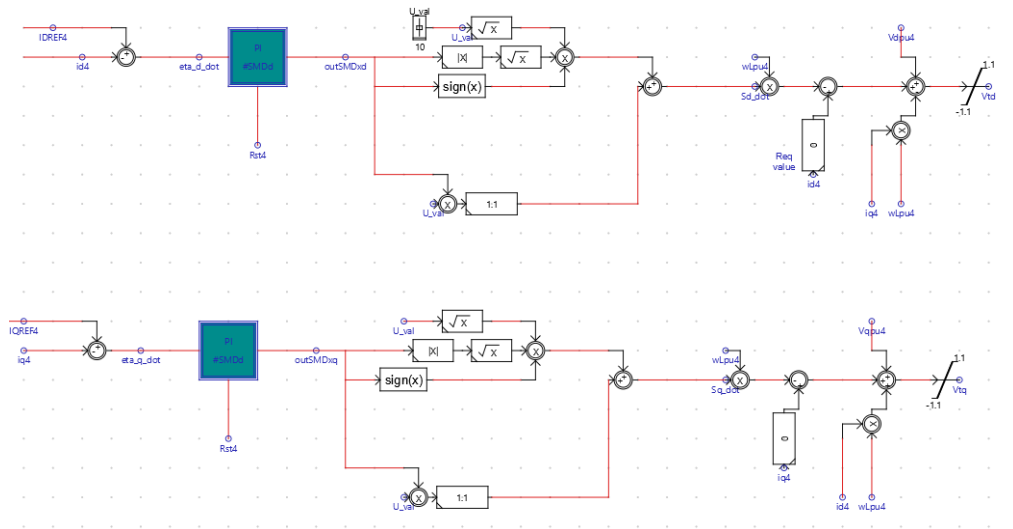 U_val
IDREF4
id4
eta_d_dot
PI
#SMDd
Rst4
outSMDxd
10
U_val
√x
|X|
√x
sign(x)
X
U_val
X
1:1
+
+
wLpu4
Sd_dot
X
+
-
Req
value
0
id4
Vdpu4
+
+
-
X
iq4
wLpu4
1.1
-1.1
Vtd
IQREF4
iq4
+
-
eta_q_dot
PI
#SMDd
Rst4
outSMDxq
U_val
√x
|X|
√x
sign(x)
X
U_val
X
1:1
+
+
wLpu4
Sq_dot
X
0
iq4
Vqpu4
+
+
X
id4
wLpu4
1.1
-1.1
Vtq